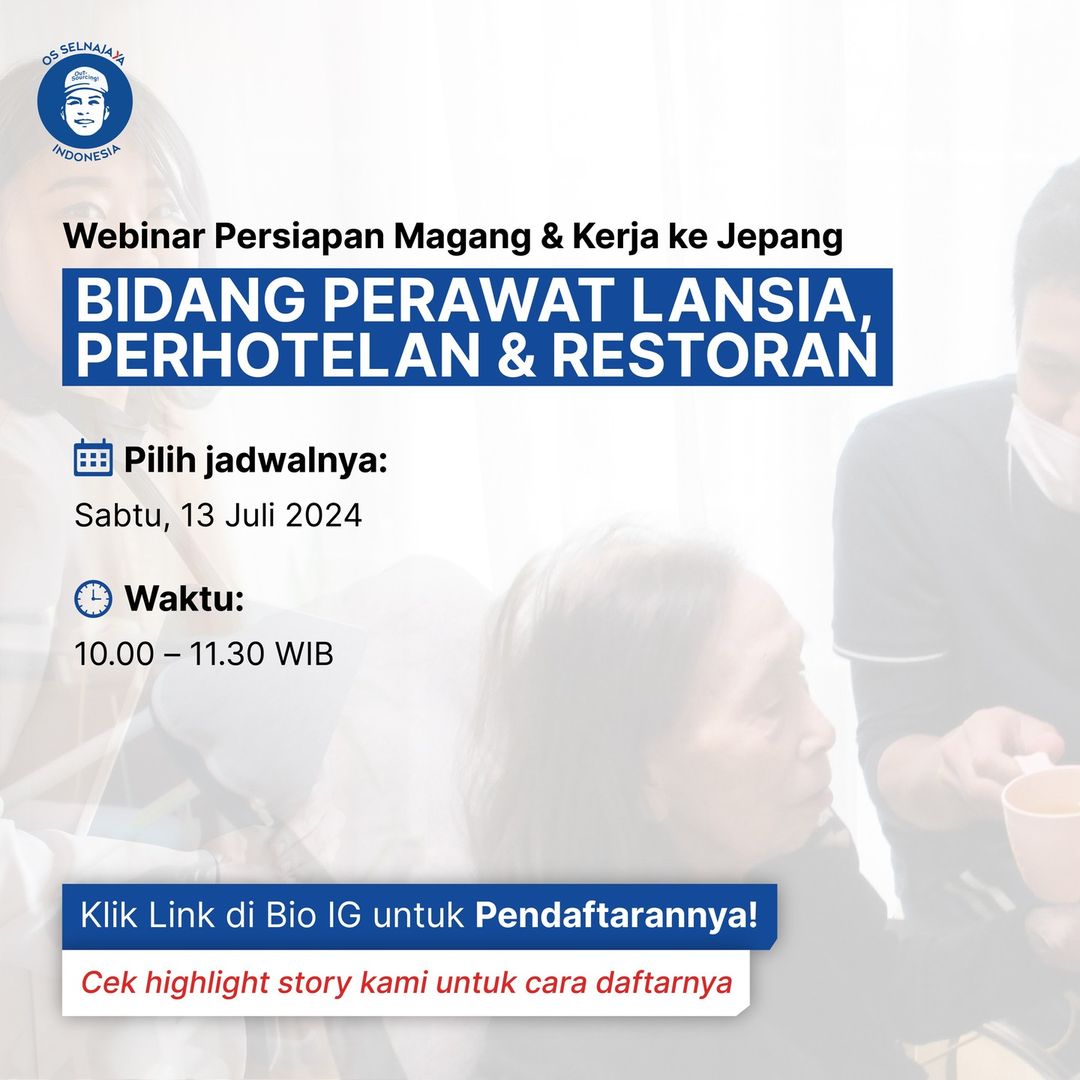 OS SELNAJAYA
Out-
Sourcing!
INDONESIA
Webinar Persiapan Magang & Kerja ke Jepang
BIDANG PERAWAT LANSIA,
PERHOTELAN & RESTORAN
Pilih jadwalnya:
Sabtu, 13 Juli 2024
Waktu:
10.00 – 11.30 WIB
Klik Link di Bio IG untuk Pendaftarannya!
Cek highlight story kami untuk cara daftarnya